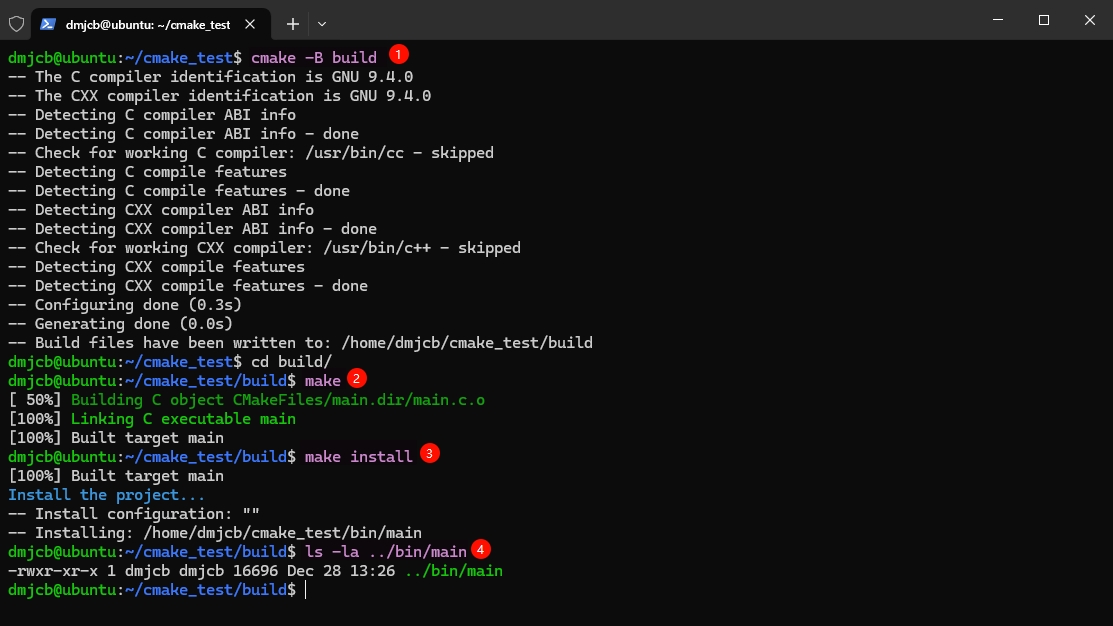 dmjcb@ubuntu: ~/cmake_test
dmjcb@ubuntu:~/cmake_test$ cmake -B build 1
-- The C compiler identification is GNU 9.4.0
-- The CXX compiler identification is GNU 9.4.0
-- Detecting C compiler ABI info
-- Detecting C compiler ABI info - done
-- Check for working C compiler: /usr/bin/cc - skipped
-- Detecting C compile features
-- Detecting C compile features - done
-- Detecting CXX compiler ABI info
-- Detecting CXX compiler ABI info - done
-- Check for working CXX compiler: /usr/bin/c++ - skipped
-- Detecting CXX compile features
-- Detecting CXX compile features - done
-- Configuring done (0.3s)
-- Generating done (0.0s)
-- Build files have been written to: /home/dmjcb/cmake_test/build
dmjcb@ubuntu:~/cmake_test$ cd build/
dmjcb@ubuntu:~/cmake_test/build$ make 2
[ 50%] Building C object CMakeFiles/main.dir/main.c.o
[100%] Linking C executable main
[100%] Built target main
dmjcb@ubuntu:~/cmake_test/build$ make install 3
[100%] Built target main
Install the project...
-- Install configuration: ""
-- Installing: /home/dmjcb/cmake_test/bin/main
dmjcb@ubuntu:~/cmake_test/build$ ls -la ../bin/main 4
-rwxr-xr-x 1 dmjcb dmjcb 16696 Dec 28 13:26 ../bin/main
dmjcb@ubuntu:~/cmake_test/build$